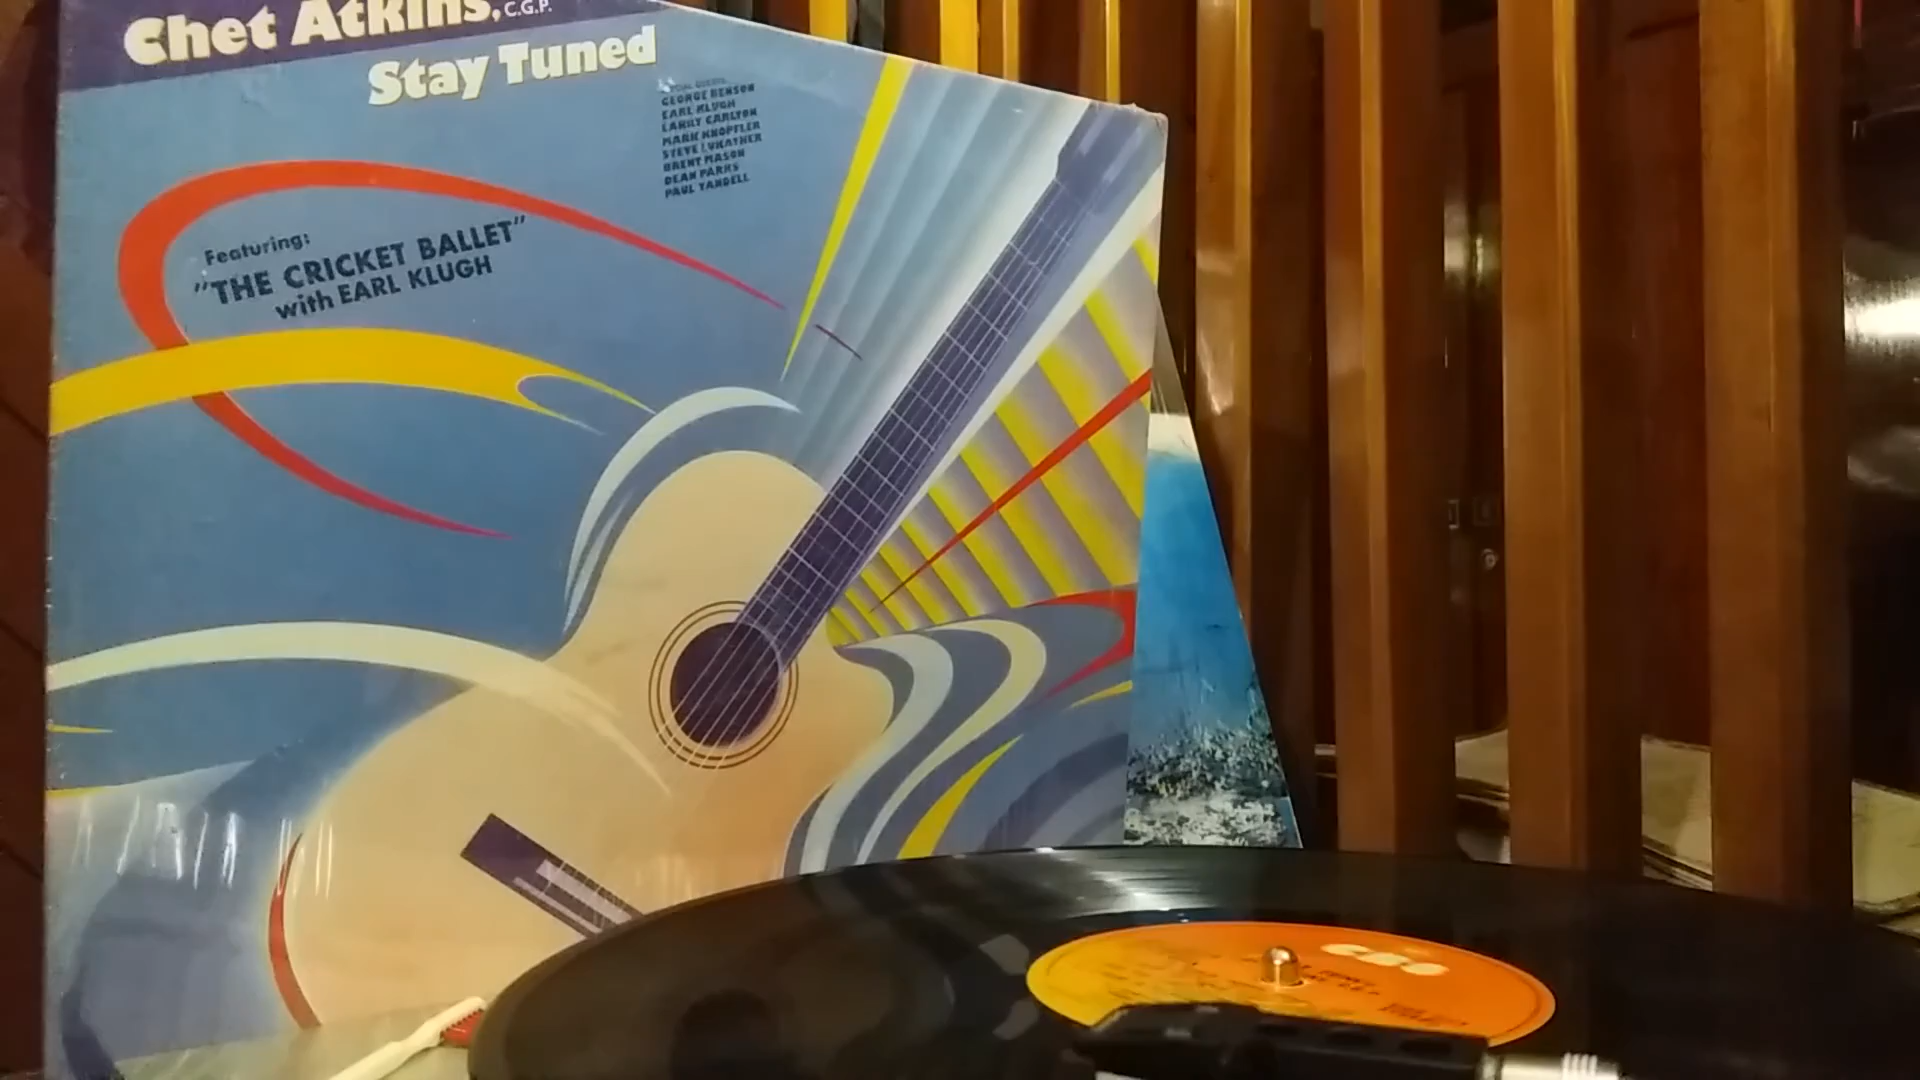 Chet Atkins, C.G.P.
Stay Tuned
GEORGE BENSON
EARL KLUGH
LARRY CARLTON
MARK KNOPFLER
STEVE LUKATHER
BRENT MASON
DEAN PARKS
PAUL YANDELL
Featuring:
"THE CRICKET BALLET"
with EARL KLUGH
CBS